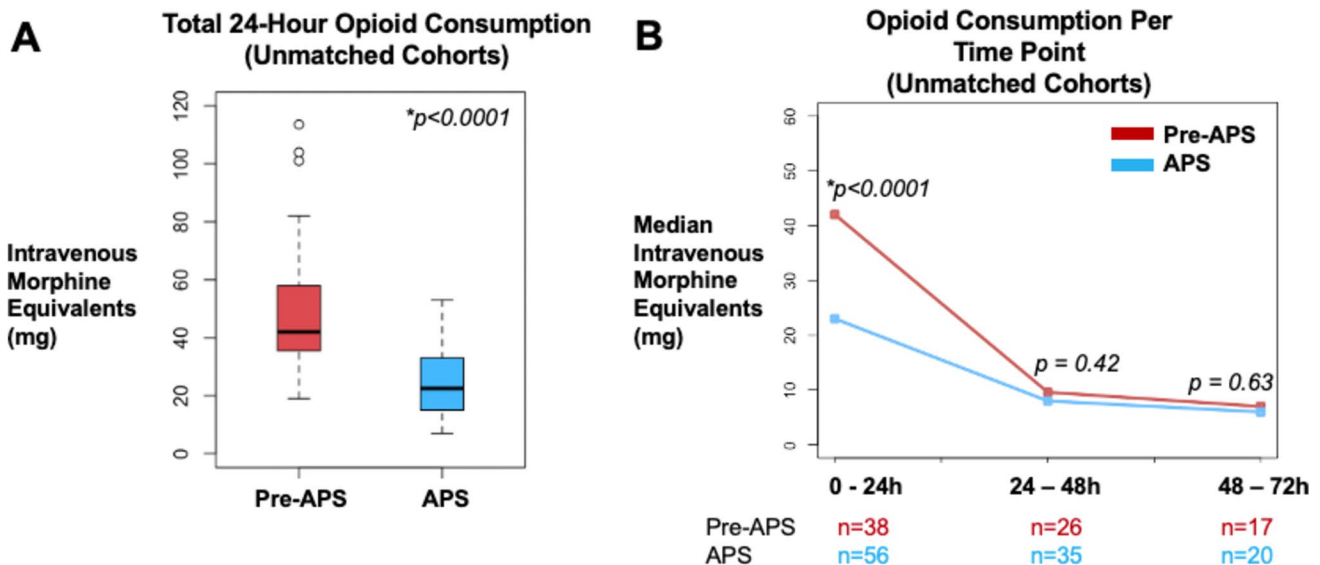 A
Total 24-Hour Opioid Consumption
(Unmatched Cohorts)
Intravenous
Morphine
Equivalents
(mg)
120
100
80
60
40
20
0
*p<0.0001
Pre-APS
APS
B
Opioid Consumption Per
Time Point
(Unmatched Cohorts)
Median
Intravenous
Morphine
Equivalents
(mg)
60
50
40
30
20
10
0
Pre-APS
APS
*p<0.0001
p = 0.42
p = 0.63
0 - 24h
24 – 48h
48 – 72h
Pre-APS n=38 n=26 n=17
APS n=56 n=35 n=20